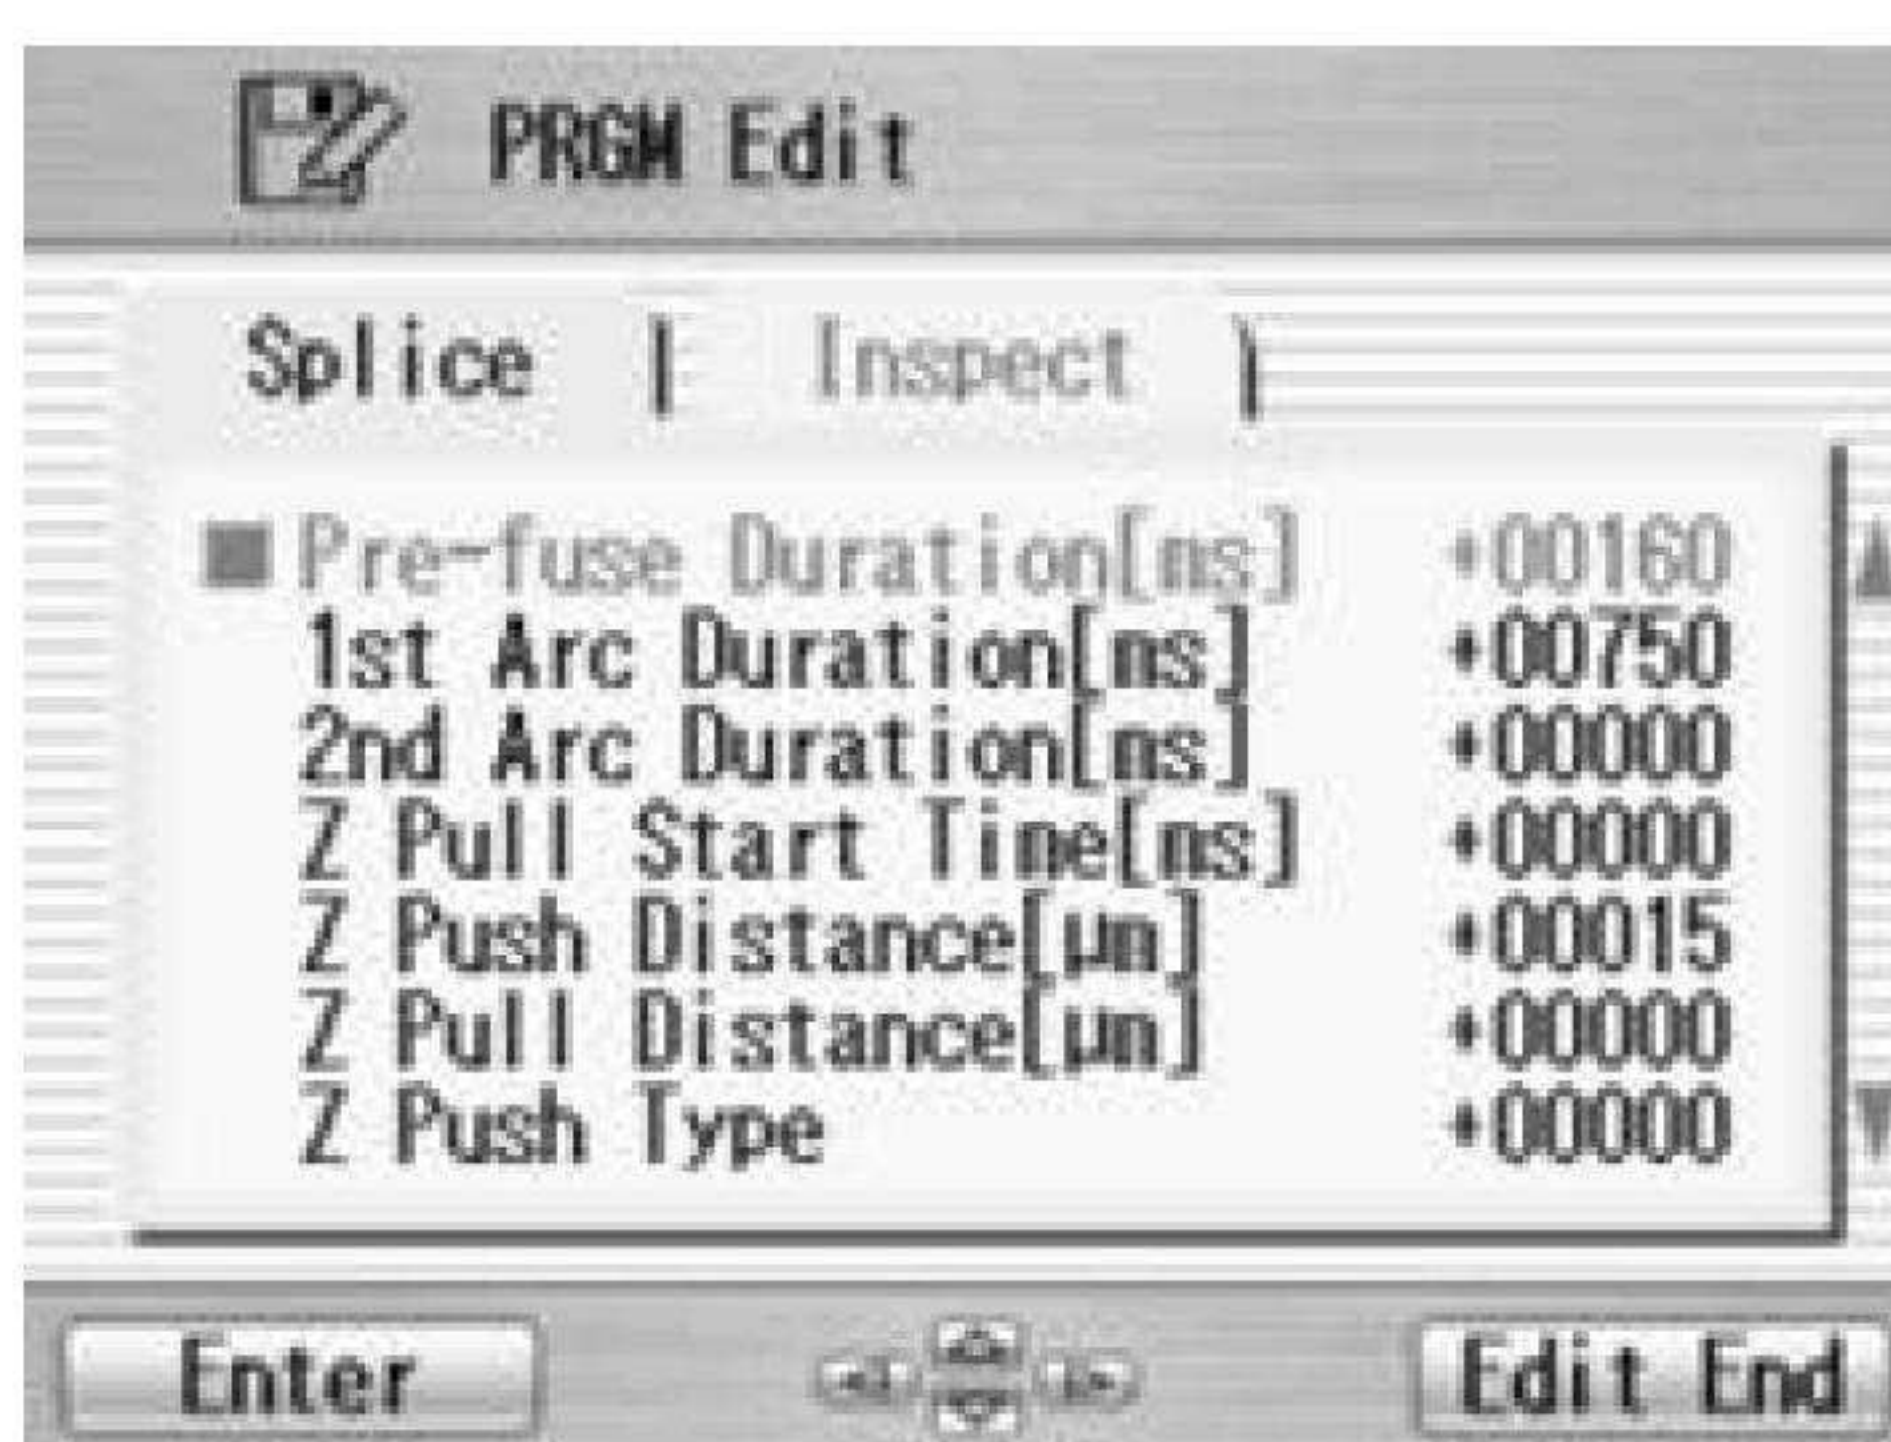 PRGM Edit
Splice | Inspect
Pre-fuse Duration[ms] +00160
1st Arc Duration[ms] +00750
2nd Arc Duration[ms] +00000
Z Pull Start Time[ms] +00000
Z Push Distance[μm] +00015
Z Pull Distance[μm] +00000
Z Push Type +00000
Enter Edit End